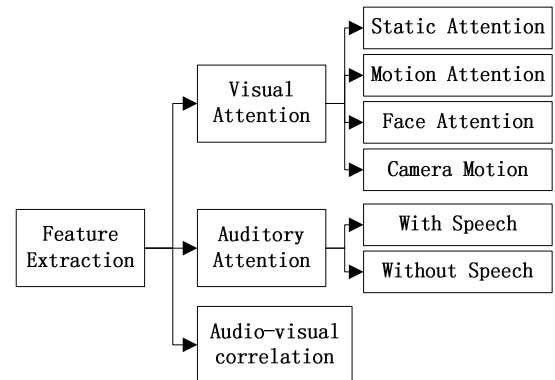 Static Attention
Motion Attention
Visual
Attention
Face Attention
Camera Motion
Feature
Extraction
Auditory
Attention
With Speech
Without Speech
Audio-visual
correlation